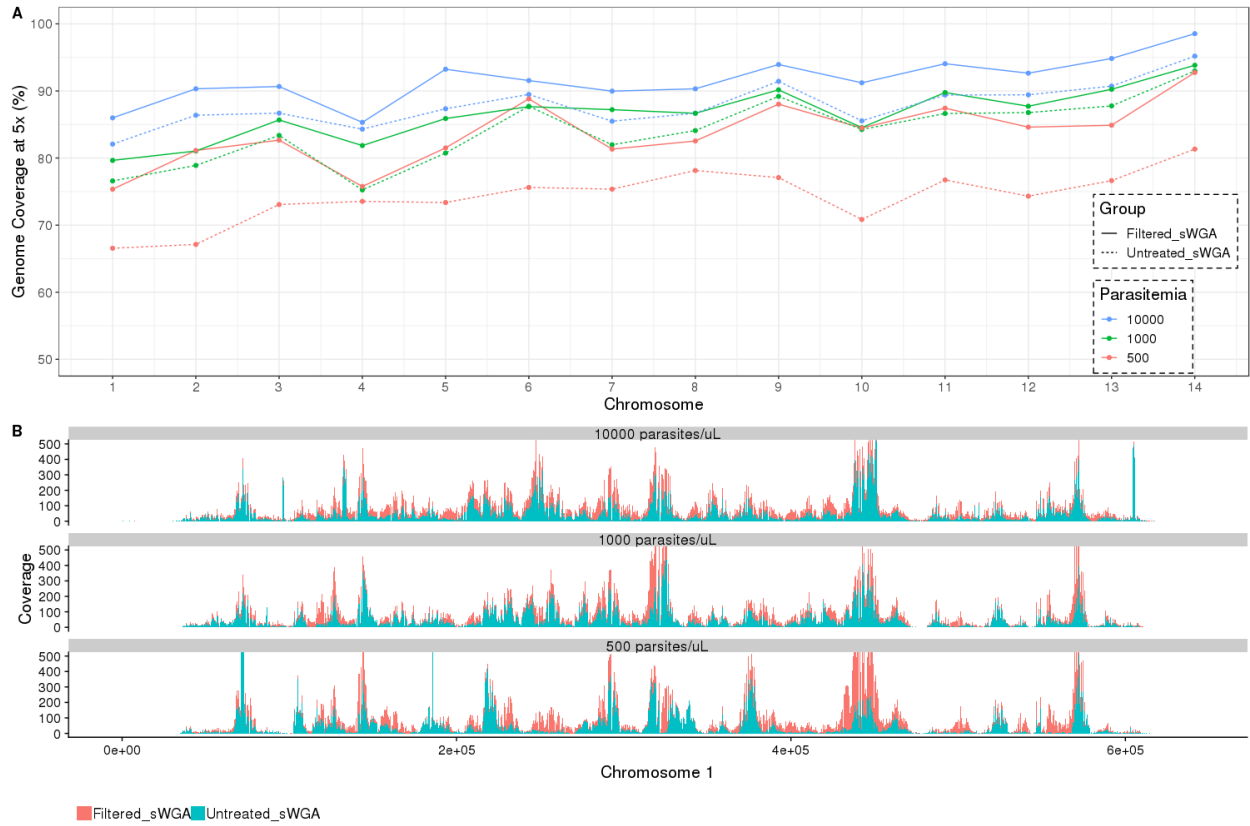 A
Genome Coverage at 5x (%)
100
90
80
70
60
50
1 2 3 4 5 6 7 8 9 10 11 12 13 14
Chromosome
Group
Filtered_sWGA
Untreated_sWGA
Parasitemia
10000
1000
500
B
Coverage
10000 parasites/uL
500
400
300
200
100
0
1000 parasites/uL
500
400
300
200
100
0
500 parsites/uL
500
400
300
200
100
0
0e+00 2e+05 4e+05 6e+05
Chromosome 1
Filtered_sWGA Untreated_sWGA